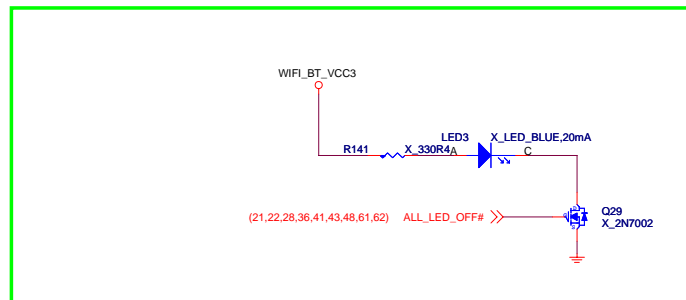 WIFI_BT_VCC3
LED3 X_LED_BLUE,20mA
R141 X_330R4 A C
Q29
(21,22,28,36,41,43,48,61,62) ALL_LED_OFF#
X_2N7002